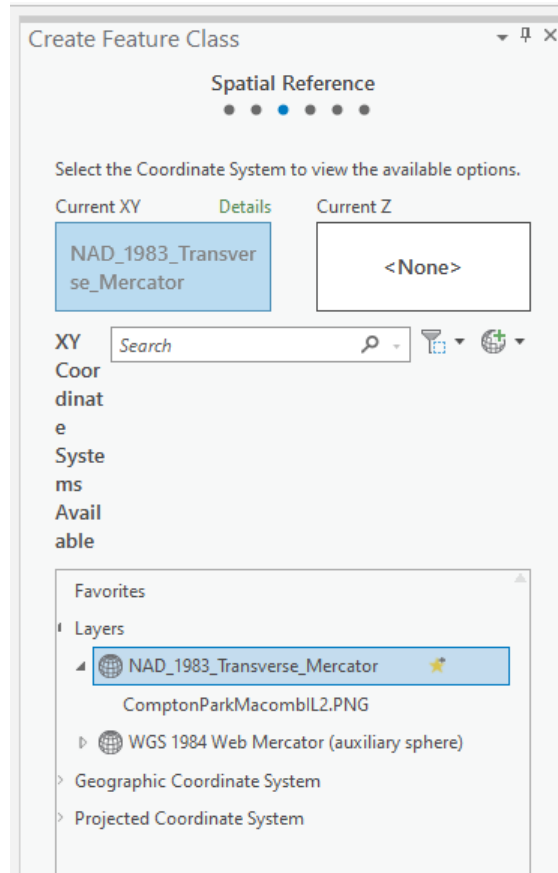 Create Feature Class
Spatial Reference
Select the Coordinate System to view the available options.
Current XY Details Current Z
NAD_1983_Transver
se_Mercator
<None>
XY
Coor
dinat
e
Syste
ms
Avail
able
Search
Favorites
Layers
NAD_1983_Transverse_Mercator
ComptonParkMacombIL2.PNG
WGS 1984 Web Mercator (auxiliary sphere)
Geographic Coordinate System
Projected Coordinate System